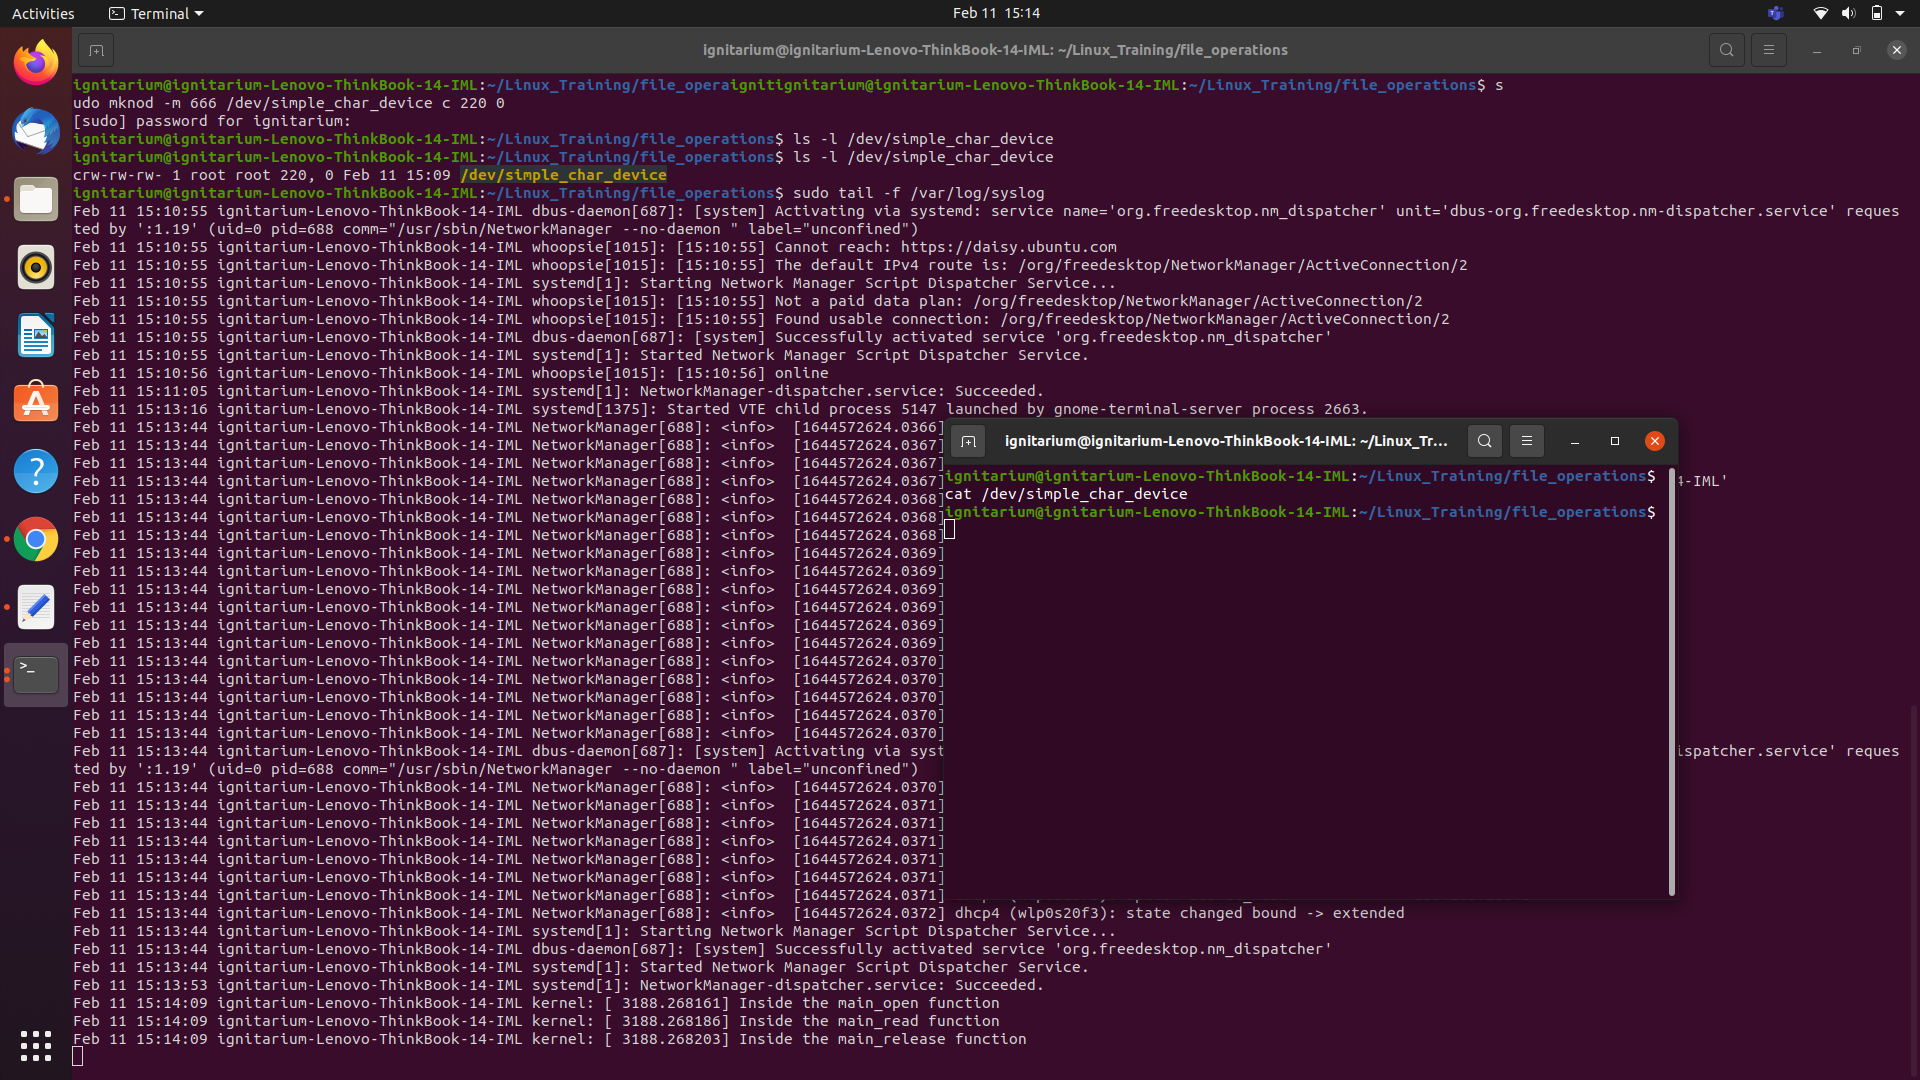 Activities
Terminal
Feb 11 15:14
ignitarium@ignitarium-Lenovo-ThinkBook-14-IML: ~/Linux_Training/file_operations
ignitarium@ignitarium-Lenovo-ThinkBook-14-IML:~/Linux_Training/file_operaignitignitarium@ignitarium-Lenovo-ThinkBook-14-IML:~/Linux_Training/file_operations$ s
udo mknod -m 666 /dev/simple_char_device c 220 0
[sudo] password for ignitarium:
ignitarium@ignitarium-Lenovo-ThinkBook-14-IML:~/Linux_Training/file_operations$ ls -l /dev/simple_char_device
ignitarium@ignitarium-Lenovo-ThinkBook-14-IML:~/Linux_Training/file_operations$ ls -l /dev/simple_char_device
crw-rw-rw- 1 root root 220, 0 Feb 11 15:09 /dev/simple_char_device
ignitarium@ignitarium-Lenovo-ThinkBook-14-IML:~/Linux_Training/file_operations$ sudo tail -f /var/log/syslog
Feb 11 15:10:55 ignitarium-Lenovo-ThinkBook-14-IML dbus-daemon[687]: [system] Activating via systemd: service name='org.freedesktop.nm_dispatcher' unit='dbus-org.freedesktop.nm-dispatcher.service' reques
ted by ':1.19' (uid=0 pid=688 comm="/usr/sbin/NetworkManager --no-daemon " label="unconfined")
Feb 11 15:10:55 ignitarium-Lenovo-ThinkBook-14-IML whoopsie[1015]: [15:10:55] Cannot reach: https://daisy.ubuntu.com
Feb 11 15:10:55 ignitarium-Lenovo-ThinkBook-14-IML whoopsie[1015]: [15:10:55] The default IPv4 route is: /org/freedesktop/NetworkManager/ActiveConnection/2
Feb 11 15:10:55 ignitarium-Lenovo-ThinkBook-14-IML systemd[1]: Starting Network Manager Script Dispatcher Service...
Feb 11 15:10:55 ignitarium-Lenovo-ThinkBook-14-IML whoopsie[1015]: [15:10:55] Not a paid data plan: /org/freedesktop/NetworkManager/ActiveConnection/2
Feb 11 15:10:55 ignitarium-Lenovo-ThinkBook-14-IML whoopsie[1015]: [15:10:55] Found usable connection: /org/freedesktop/NetworkManager/ActiveConnection/2
Feb 11 15:10:55 ignitarium-Lenovo-ThinkBook-14-IML dbus-daemon[687]: [system] Successfully activated service 'org.freedesktop.nm_dispatcher'
Feb 11 15:10:55 ignitarium-Lenovo-ThinkBook-14-IML systemd[1]: Started Network Manager Script Dispatcher Service.
Feb 11 15:10:56 ignitarium-Lenovo-ThinkBook-14-IML whoopsie[1015]: [15:10:56] online
Feb 11 15:11:05 ignitarium-Lenovo-ThinkBook-14-IML systemd[1]: NetworkManager-dispatcher.service: Succeeded.
Feb 11 15:13:16 ignitarium-Lenovo-ThinkBook-14-IML systemd[1375]: Started VTE child process 5147 launched by gnome-terminal-server process 2663.
Feb 11 15:13:44 ignitarium-Lenovo-ThinkBook-14-IML NetworkManager[688]: <info>  [1644572624.0366]
Feb 11 15:13:44 ignitarium-Lenovo-ThinkBook-14-IML NetworkManager[688]: <info>  [1644572624.0367]
Feb 11 15:13:44 ignitarium-Lenovo-ThinkBook-14-IML NetworkManager[688]: <info>  [1644572624.0367]
Feb 11 15:13:44 ignitarium-Lenovo-ThinkBook-14-IML NetworkManager[688]: <info>  [1644572624.0367] 4-IML'
Feb 11 15:13:44 ignitarium-Lenovo-ThinkBook-14-IML NetworkManager[688]: <info>  [1644572624.0368]
Feb 11 15:13:44 ignitarium-Lenovo-ThinkBook-14-IML NetworkManager[688]: <info>  [1644572624.0368]
Feb 11 15:13:44 ignitarium-Lenovo-ThinkBook-14-IML NetworkManager[688]: <info>  [1644572624.0368]
Feb 11 15:13:44 ignitarium-Lenovo-ThinkBook-14-IML NetworkManager[688]: <info>  [1644572624.0369]
Feb 11 15:13:44 ignitarium-Lenovo-ThinkBook-14-IML NetworkManager[688]: <info>  [1644572624.0369]
Feb 11 15:13:44 ignitarium-Lenovo-ThinkBook-14-IML NetworkManager[688]: <info>  [1644572624.0369]
Feb 11 15:13:44 ignitarium-Lenovo-ThinkBook-14-IML NetworkManager[688]: <info>  [1644572624.0369]
Feb 11 15:13:44 ignitarium-Lenovo-ThinkBook-14-IML NetworkManager[688]: <info>  [1644572624.0369]
Feb 11 15:13:44 ignitarium-Lenovo-ThinkBook-14-IML NetworkManager[688]: <info>  [1644572624.0369]
Feb 11 15:13:44 ignitarium-Lenovo-ThinkBook-14-IML NetworkManager[688]: <info>  [1644572624.0370]
Feb 11 15:13:44 ignitarium-Lenovo-ThinkBook-14-IML NetworkManager[688]: <info>  [1644572624.0370]
Feb 11 15:13:44 ignitarium-Lenovo-ThinkBook-14-IML NetworkManager[688]: <info>  [1644572624.0370]
Feb 11 15:13:44 ignitarium-Lenovo-ThinkBook-14-IML NetworkManager[688]: <info>  [1644572624.0370]
Feb 11 15:13:44 ignitarium-Lenovo-ThinkBook-14-IML NetworkManager[688]: <info>  [1644572624.0370]
Feb 11 15:13:44 ignitarium-Lenovo-ThinkBook-14-IML dbus-daemon[687]: [system] Activating via syst ispatcher.service' reques
ted by ':1.19' (uid=0 pid=688 comm="/usr/sbin/NetworkManager --no-daemon " label="unconfined")
Feb 11 15:13:44 ignitarium-Lenovo-ThinkBook-14-IML NetworkManager[688]: <info>  [1644572624.0370]
Feb 11 15:13:44 ignitarium-Lenovo-ThinkBook-14-IML NetworkManager[688]: <info>  [1644572624.0371]
Feb 11 15:13:44 ignitarium-Lenovo-ThinkBook-14-IML NetworkManager[688]: <info>  [1644572624.0371]
Feb 11 15:13:44 ignitarium-Lenovo-ThinkBook-14-IML NetworkManager[688]: <info>  [1644572624.0371]
Feb 11 15:13:44 ignitarium-Lenovo-ThinkBook-14-IML NetworkManager[688]: <info>  [1644572624.0371]
Feb 11 15:13:44 ignitarium-Lenovo-ThinkBook-14-IML NetworkManager[688]: <info>  [1644572624.0371]
Feb 11 15:13:44 ignitarium-Lenovo-ThinkBook-14-IML NetworkManager[688]: <info>  [1644572624.0371]
Feb 11 15:13:44 ignitarium-Lenovo-ThinkBook-14-IML NetworkManager[688]: <info>  [1644572624.0372] dhcp4 (wlp0s20f3): state changed bound -> extended
Feb 11 15:13:44 ignitarium-Lenovo-ThinkBook-14-IML systemd[1]: Starting Network Manager Script Dispatcher Service...
Feb 11 15:13:44 ignitarium-Lenovo-ThinkBook-14-IML dbus-daemon[687]: [system] Successfully activated service 'org.freedesktop.nm_dispatcher'
Feb 11 15:13:44 ignitarium-Lenovo-ThinkBook-14-IML systemd[1]: Started Network Manager Script Dispatcher Service.
Feb 11 15:13:53 ignitarium-Lenovo-ThinkBook-14-IML systemd[1]: NetworkManager-dispatcher.service: Succeeded.
Feb 11 15:14:09 ignitarium-Lenovo-ThinkBook-14-IML kernel: [ 3188.268161] Inside the main_open function
Feb 11 15:14:09 ignitarium-Lenovo-ThinkBook-14-IML kernel: [ 3188.268186] Inside the main_read function
Feb 11 15:14:09 ignitarium-Lenovo-ThinkBook-14-IML kernel: [ 3188.268203] Inside the main_release function
ignitarium@ignitarium-Lenovo-ThinkBook-14-IML: ~/Linux_Tr...
ignitarium@ignitarium-Lenovo-ThinkBook-14-IML:~/Linux_Training/file_operations$
cat /dev/simple_char_device
ignitarium@ignitarium-Lenovo-ThinkBook-14-IML:~/Linux_Training/file_operations$